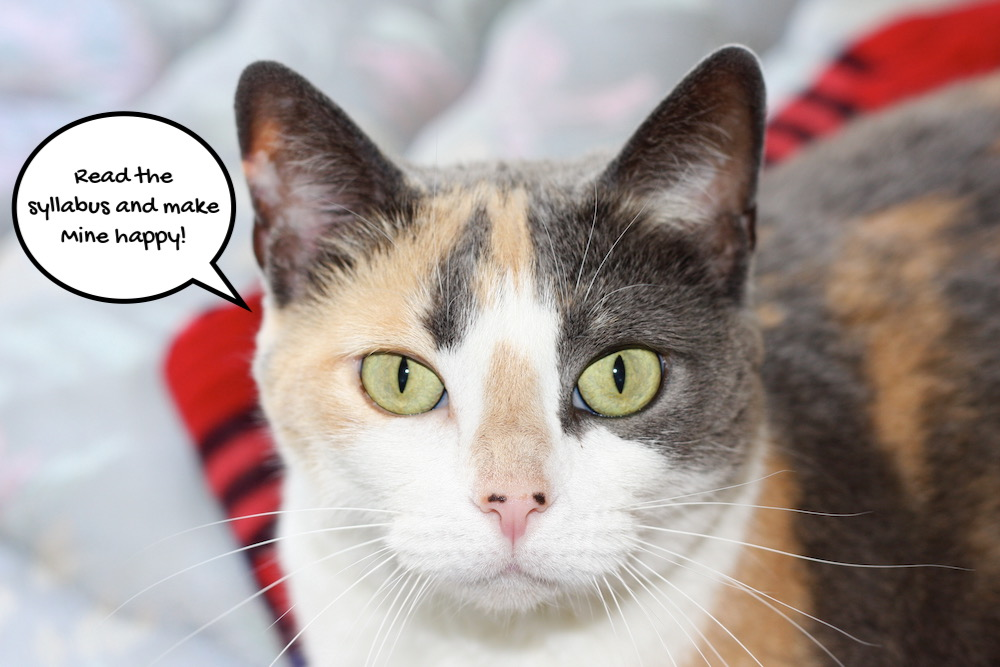 Read the
syllabus and make
Mine happy!